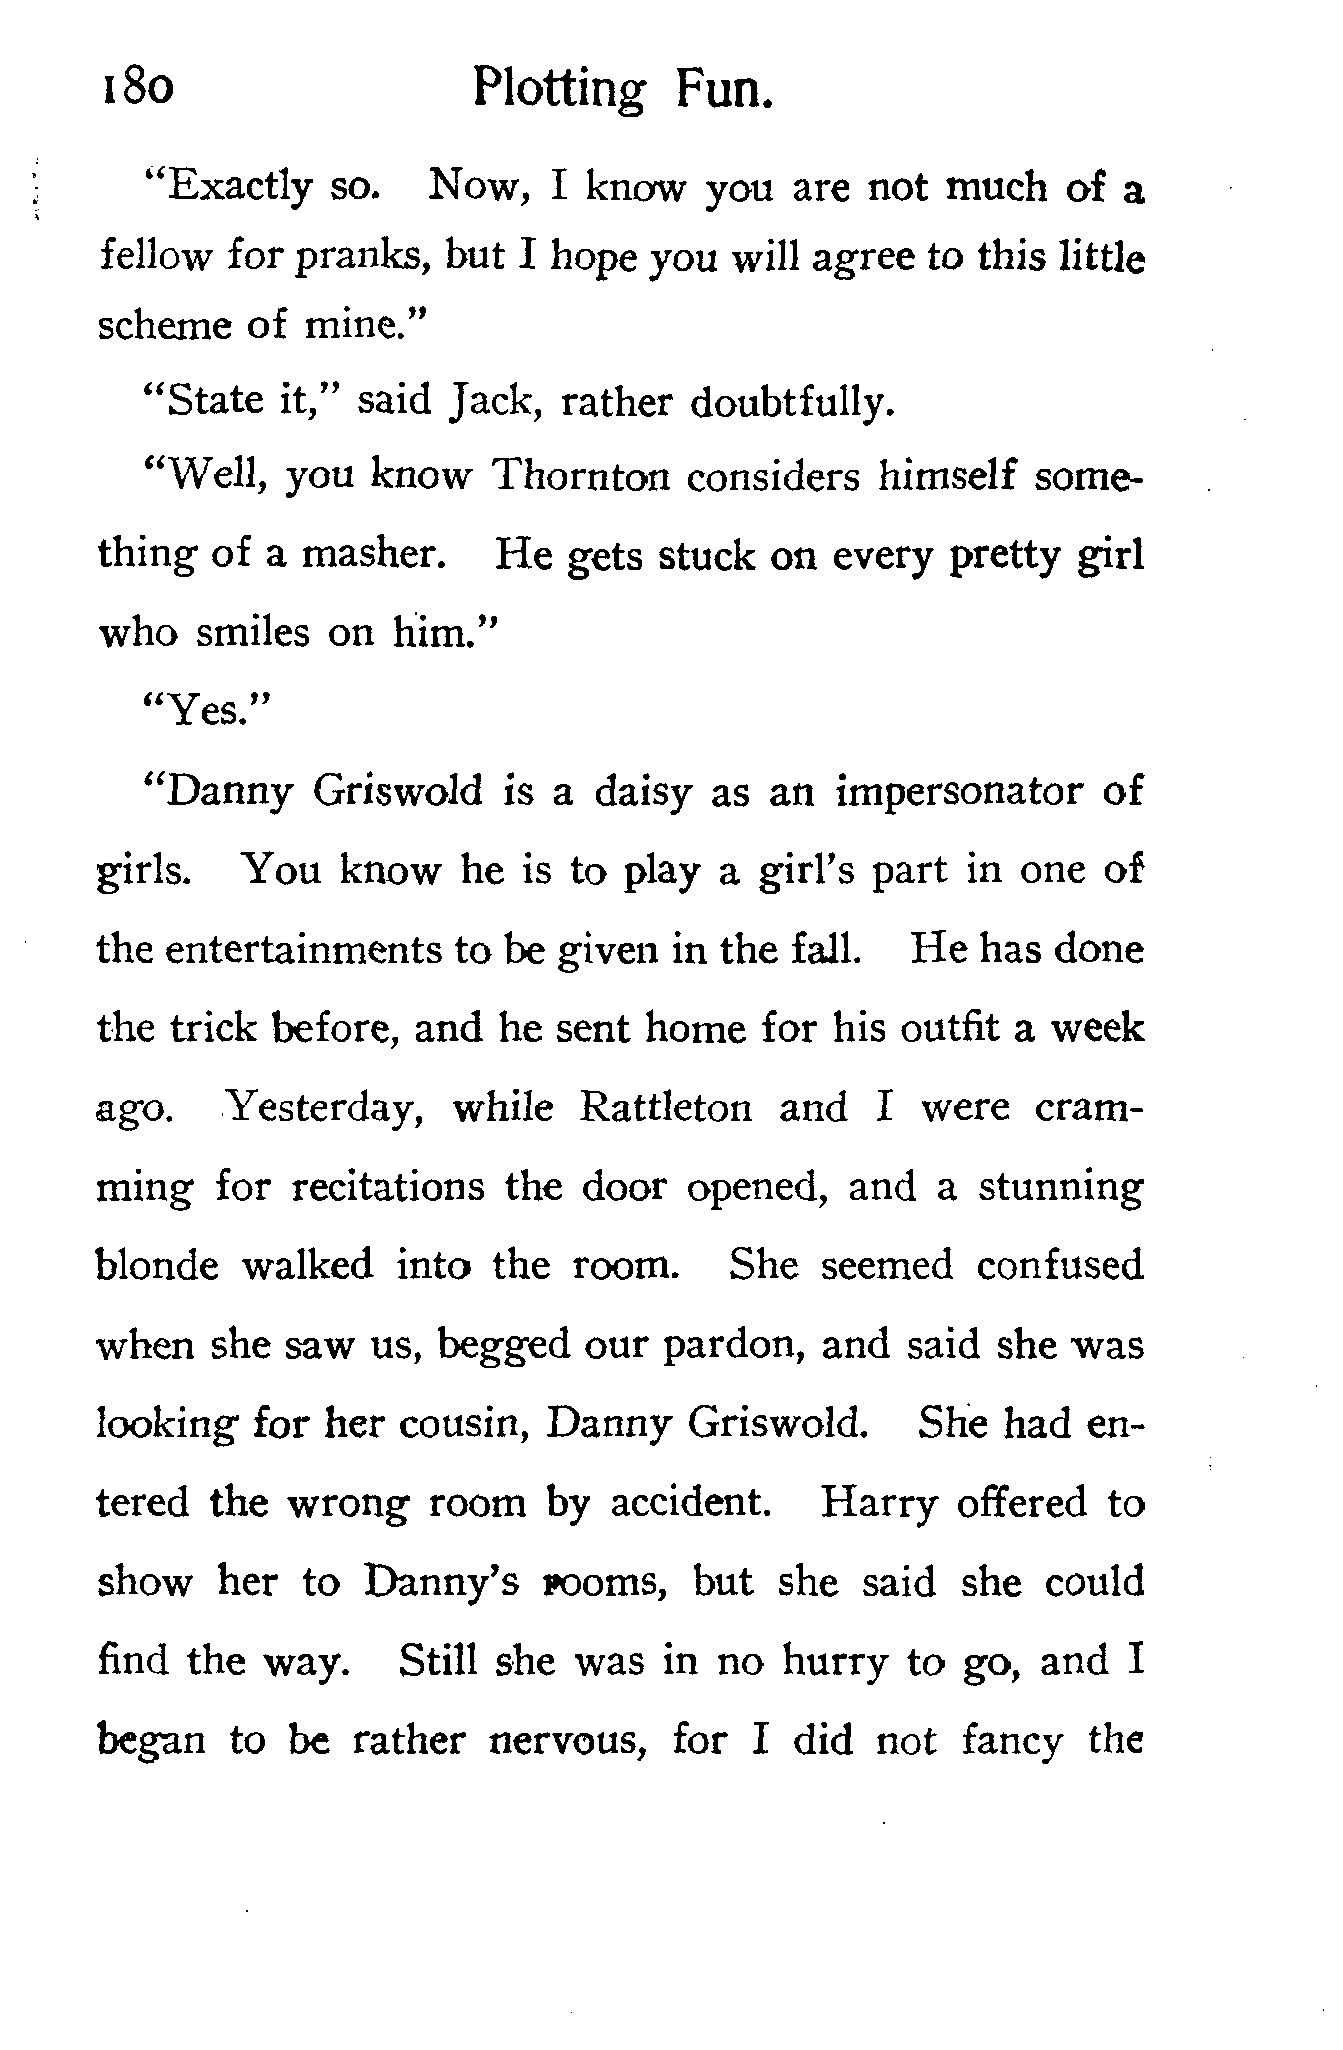 180 Plotting Fun.
“Exactly so. Now, I know you are not much of a
fellow for pranks, but I hope you will agree to this little
scheme of mine.”
“State it,” said Jack, rather doubtfully.
“Well, you know Thornton considers himself some-
thing of a masher. He gets stuck on every pretty girl
who smiles on him.”
“Yes.”
“Danny Griswold is a daisy as an impersonator of
girls. You know he is to play a girl’s part in one of
the entertainments to be given in the fall. He has done
the trick before, and he sent home for his outfit a week
ago. Yesterday, while Rattleton and I were cram-
ming for recitations the door opened, and a stunning
blonde walked into the room. She seemed confused
when she saw us, begged our pardon, and said she was
looking for her cousin, Danny Griswold. She had en-
tered the wrong room by accident. Harry offered to
show her to Danny’s rooms, but she said she could
find the way. Still she was in no hurry to go, and I
began to be rather nervous, for I did not fancy the